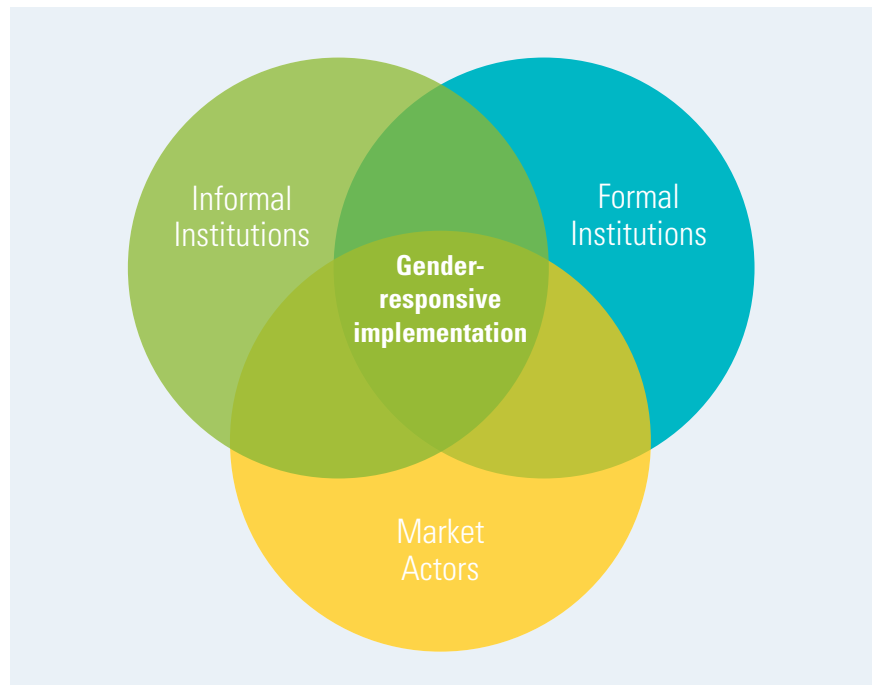 Informal
Institutions
Formal
Institutions
Gender-
responsive
implementation
Market
Actors